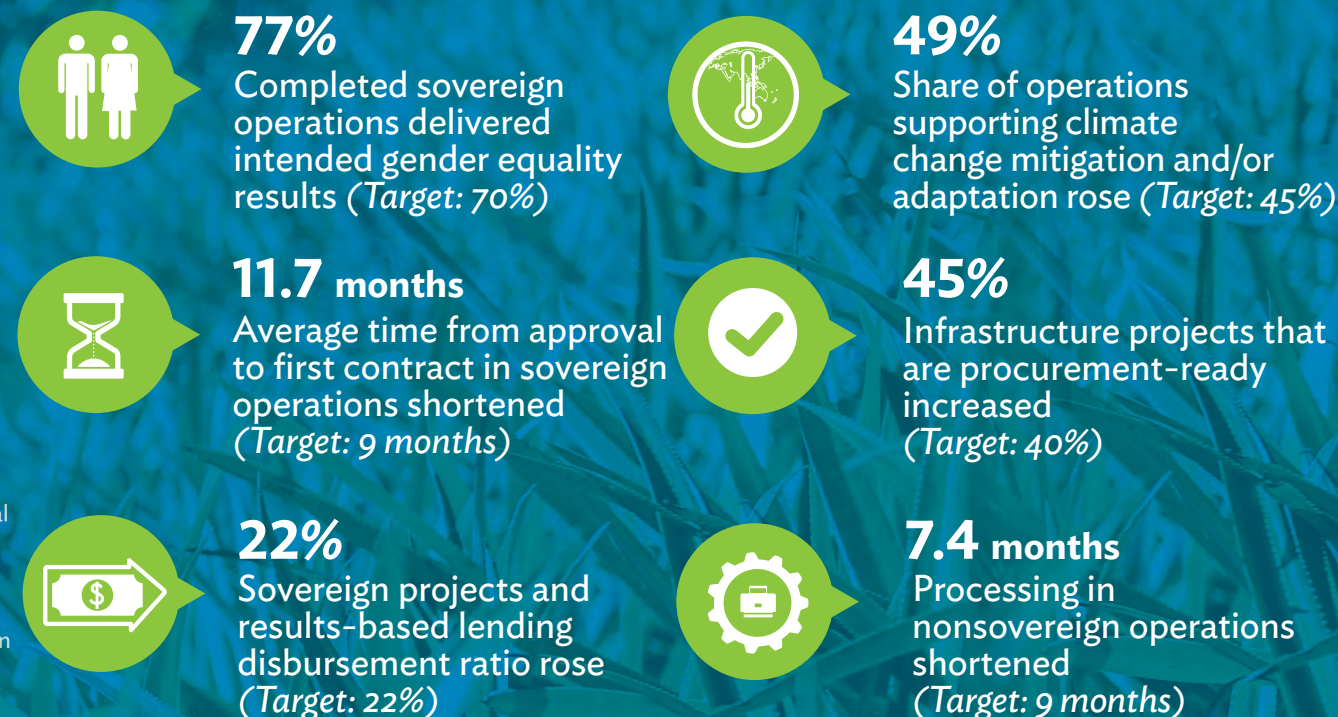 77%
Completed sovereign
operations delivered
intended gender equality
results (Target: 70%)
49%
Share of operations
supporting climate
change mitigation and/or
adaptation rose (Target: 45%)
11.7 months
Average time from approval
to first contract in sovereign
operations shortened
(Target: 9 months)
45%
Infrastructure projects that
are procurement-ready
increased
(Target: 40%)
22%
Sovereign projects and
results-based lending
disbursement ratio rose
(Target: 22%)
7.4 months
Processing in
nonsovereign operations
shortened
(Target: 9 months)